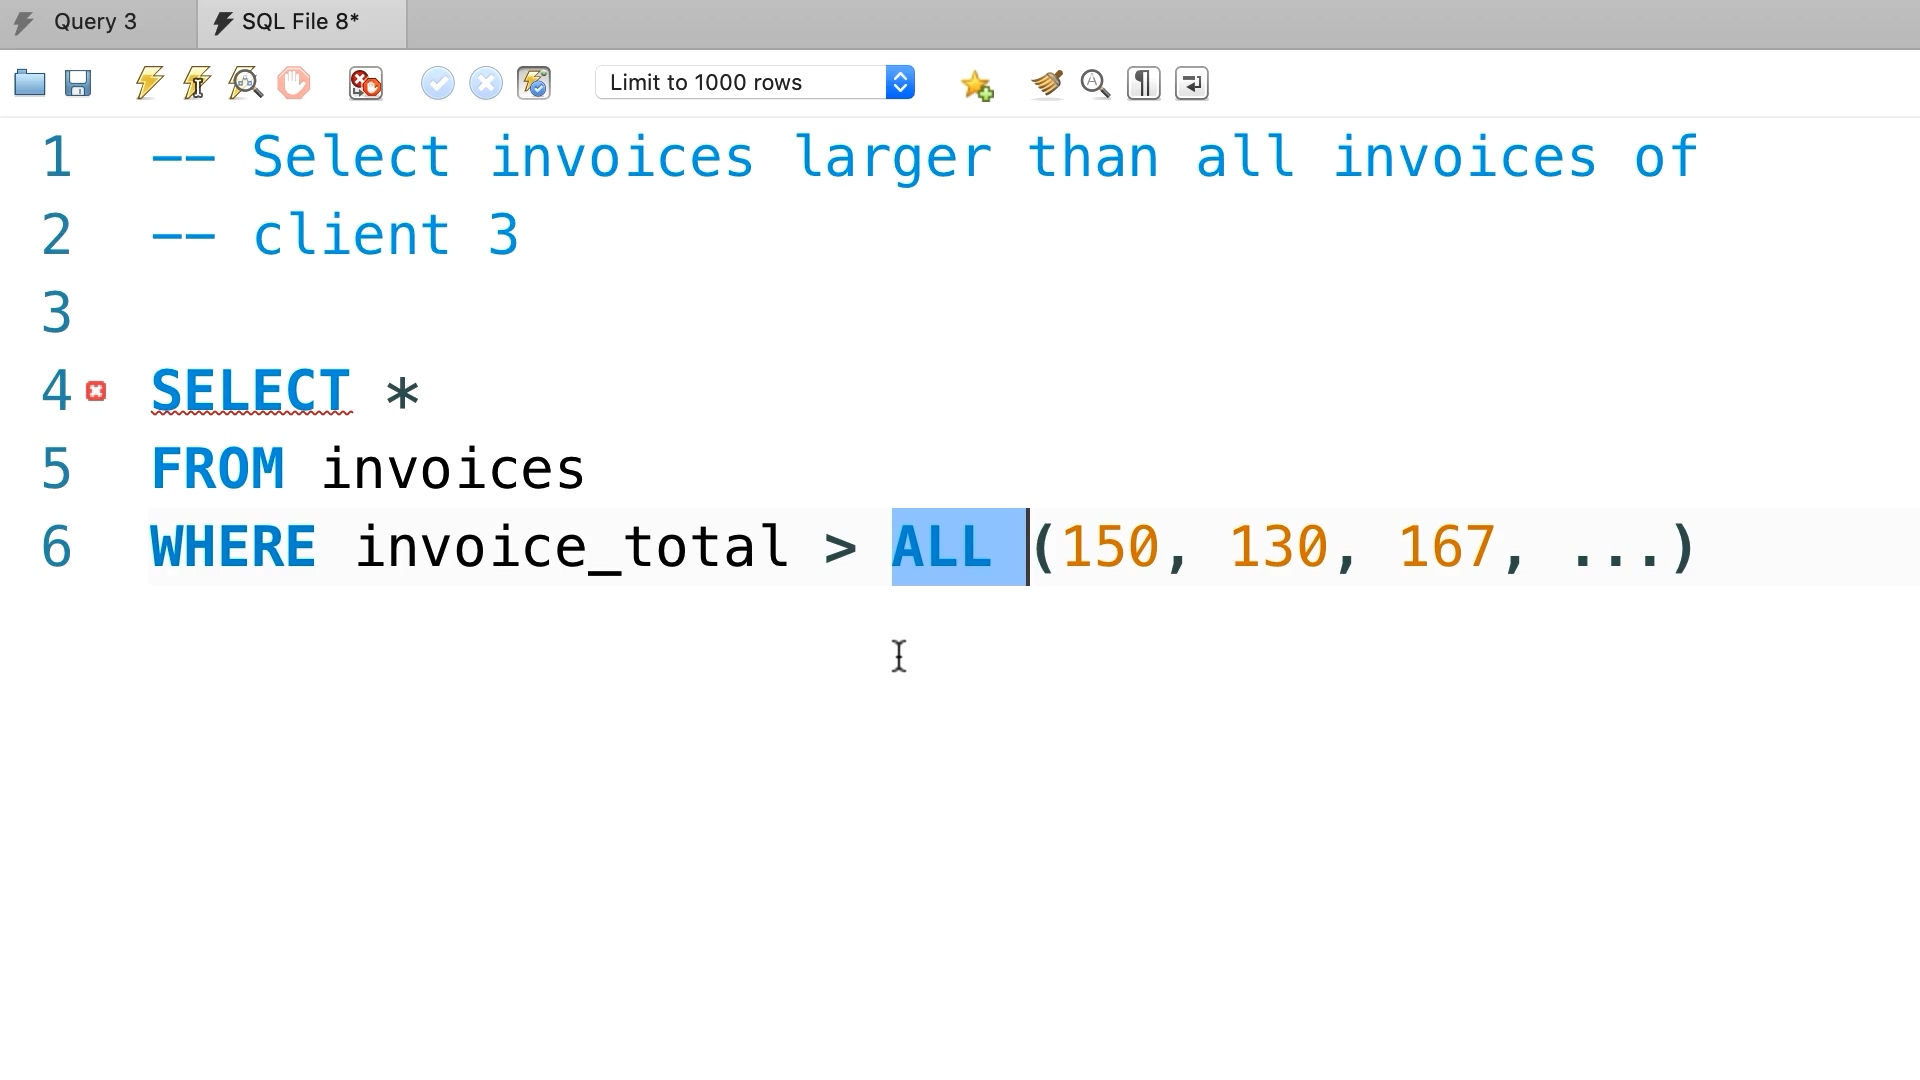 Query 3
SQL File 8*
Limit to 1000 rows
1 -- Select invoices larger than all invoices of
2 -- client 3
3
4 SELECT *
5 FROM invoices
6 WHERE invoice_total > ALL (150, 130, 167, ...)